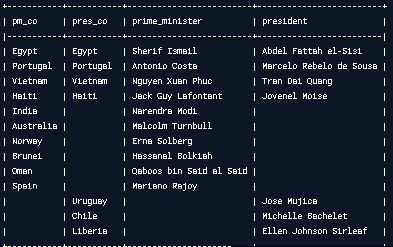 pm_co | pres_co | prime_minister | president
Egypt | Egypt | Sherif Ismail | Abdel Fattah el-Sisi
Portugal | Portugal | Antonio Costa | Marcelo Rebelo de Sousa
Vietnam | Vietnam | Nguyen Xuan Phuc | Tran Dai Quang
Haiti | Haiti | Jack Guy Lafontant | Jovenel Moise
India | | Narendra Modi |
Australia | | Malcolm Turnbull |
Norway | | Erna Solberg |
Brunei | | Hassanal Bolkiah |
Oman | | Qaboos bin Said al Said |
Spain | | Mariano Rajoy |
| Uruguay | | Jose Mujica
| Chile | | Michelle Bachelet
| Liberia | | Ellen Johnson Sirleaf